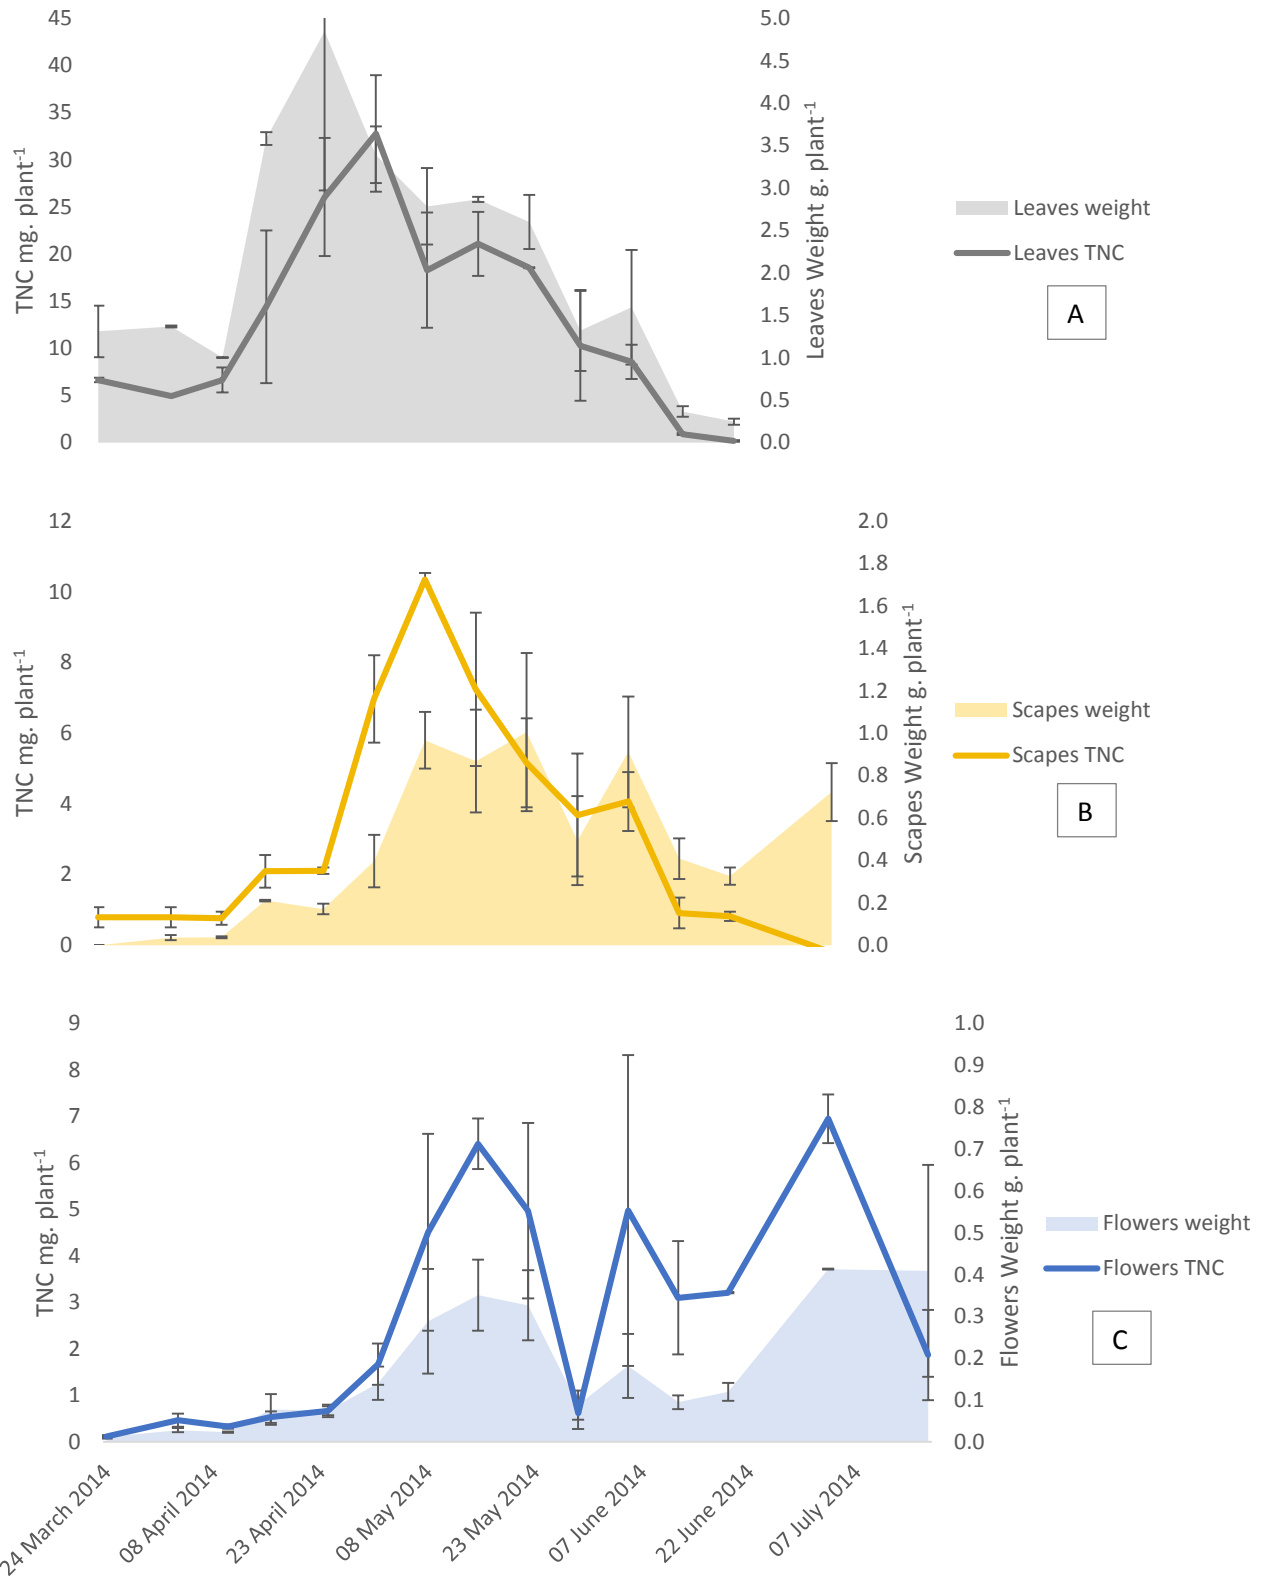 45
40
35
30
25
20
15
10
5
0
TNC mg. plant-1
5.0
4.5
4.0
3.5
3.0
2.5
2.0
1.5
1.0
0.5
0.0
Leaves Weight g. plant-1
Leaves weight
Leaves TNC
A
12
10
8
6
4
2
0
TNC mg. plant-1
2.0
1.8
1.6
1.4
1.2
1.0
0.8
0.6
0.4
0.2
0.0
Scapes Weight g. plant-1
Scapes weight
Scapes TNC
B
9
8
7
6
5
4
3
2
1
0
TNC mg. plant-1
1.0
0.9
0.8
0.7
0.6
0.5
0.4
0.3
0.2
0.1
0.0
Flowers Weight g. plant-1
Flowers weight
Flowers TNC
C
24 March 2014
08 April 2014
23 April 2014
08 May 2014
23 May 2014
07 June 2014
22 June 2014
07 July 2014